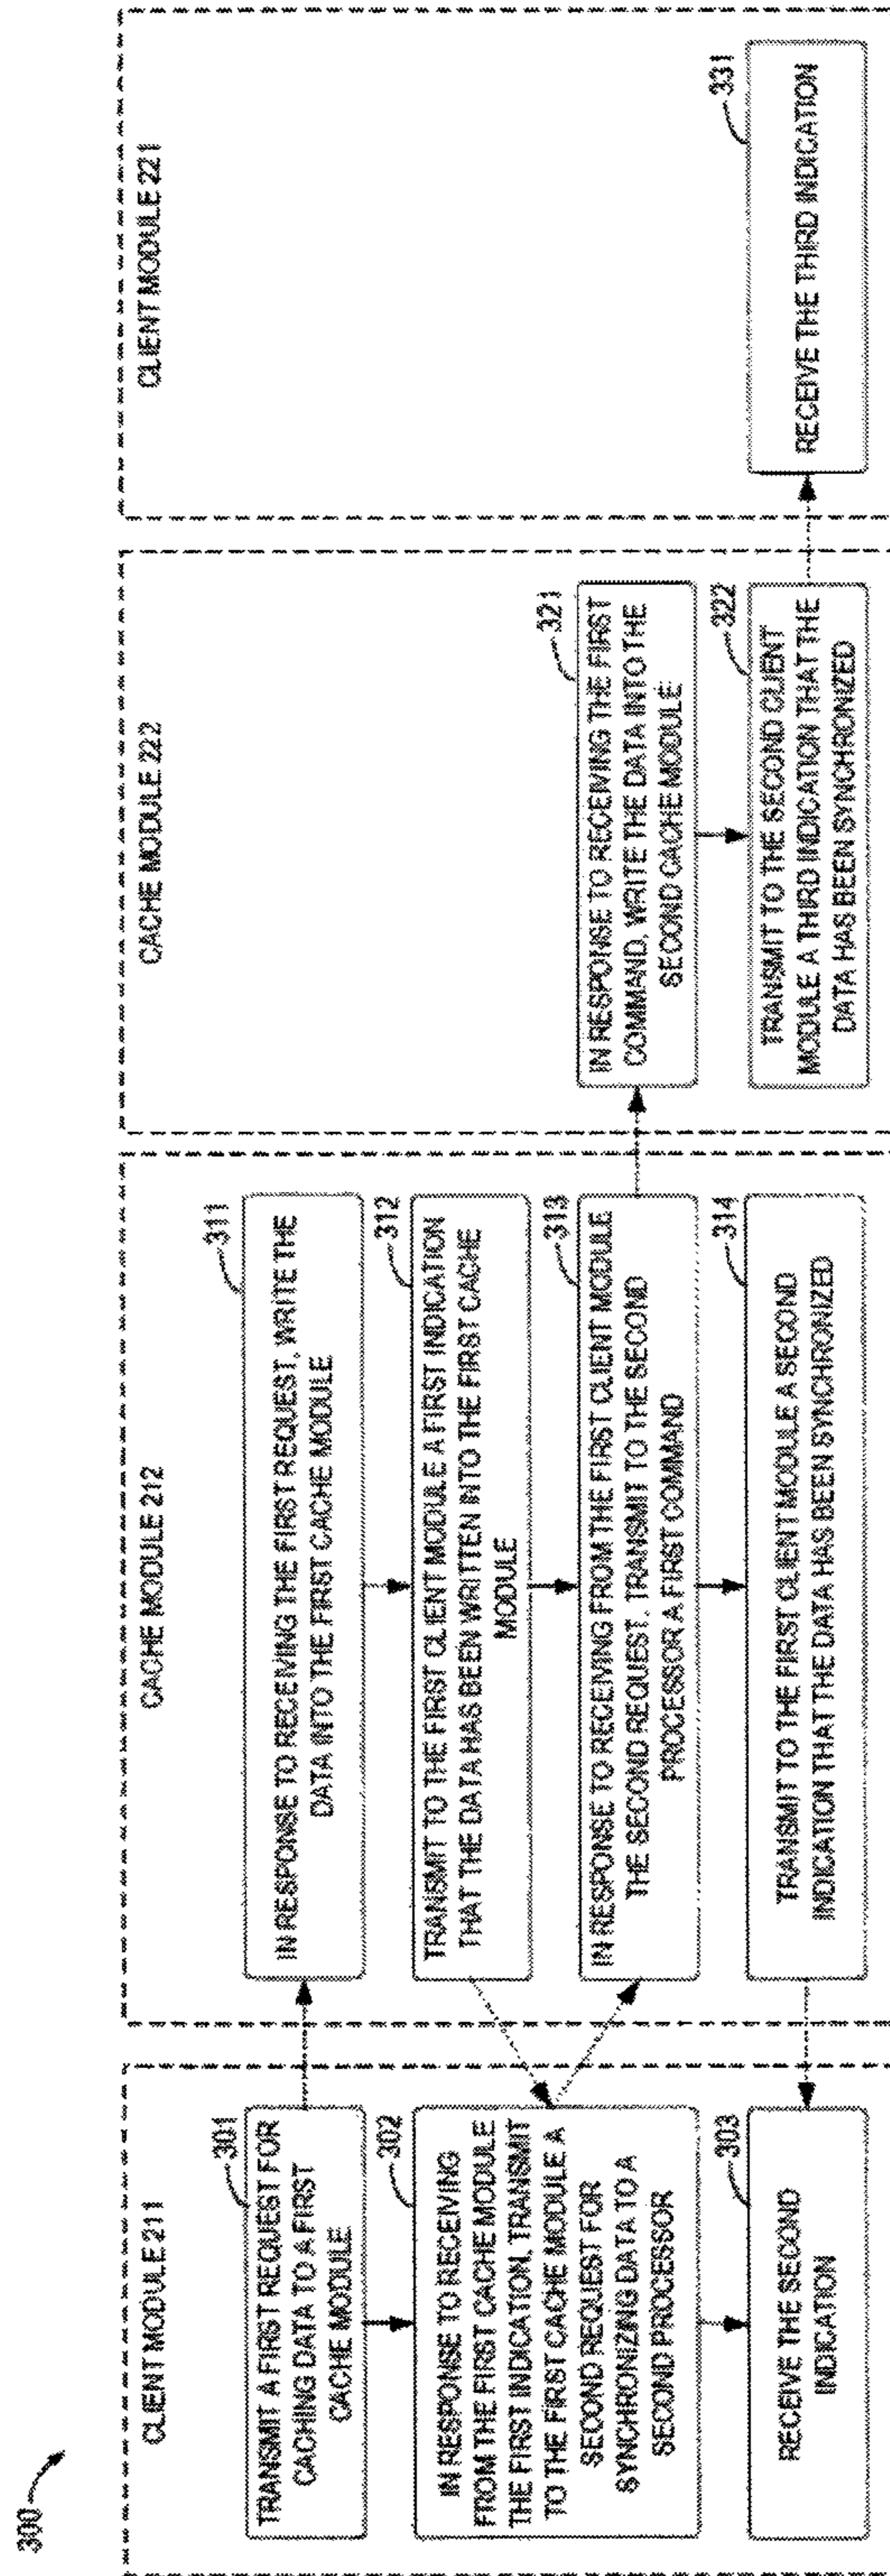 300
CLIENT MODULE 211
301
TRANSMIT A FIRST REQUEST FOR
CACHING DATA TO A FIRST
CACHE MODULE
302
IN RESPONSE TO RECEIVING
FROM THE FIRST CACHE MODULE
THE FIRST INDICATION, TRANSMIT
TO THE FIRST CACHE MODULE A
SECOND REQUEST FOR
SYNCHRONIZING DATA TO A
SECOND PROCESSOR
303
RECEIVE THE SECOND
INDICATION
CACHE MODULE 212
311
IN RESPONSE TO RECEIVING THE FIRST REQUEST, WRITE THE
DATA INTO THE FIRST CACHE MODULE
312
TRANSMIT TO THE FIRST CLIENT MODULE A FIRST INDICATION
THAT THE DATA HAS BEEN WRITTEN INTO THE FIRST CACHE
MODULE
313
IN RESPONSE TO RECEIVING FROM THE FIRST CLIENT MODULE
THE SECOND REQUEST, TRANSMIT TO THE SECOND
PROCESSOR A FIRST COMMAND
314
TRANSMIT TO THE FIRST CLIENT MODULE A SECOND
INDICATION THAT THE DATA HAS BEEN SYNCHRONIZED
CACHE MODULE 222
321
IN RESPONSE TO RECEIVING THE FIRST
COMMAND, WRITE THE DATA INTO THE
SECOND CACHE MODULE
322
TRANSMIT TO THE SECOND CLIENT
MODULE A THIRD INDICATION THAT THE
DATA HAS BEEN SYNCHRONIZED
CLIENT MODULE 221
331
RECEIVE THE THIRD INDICATION